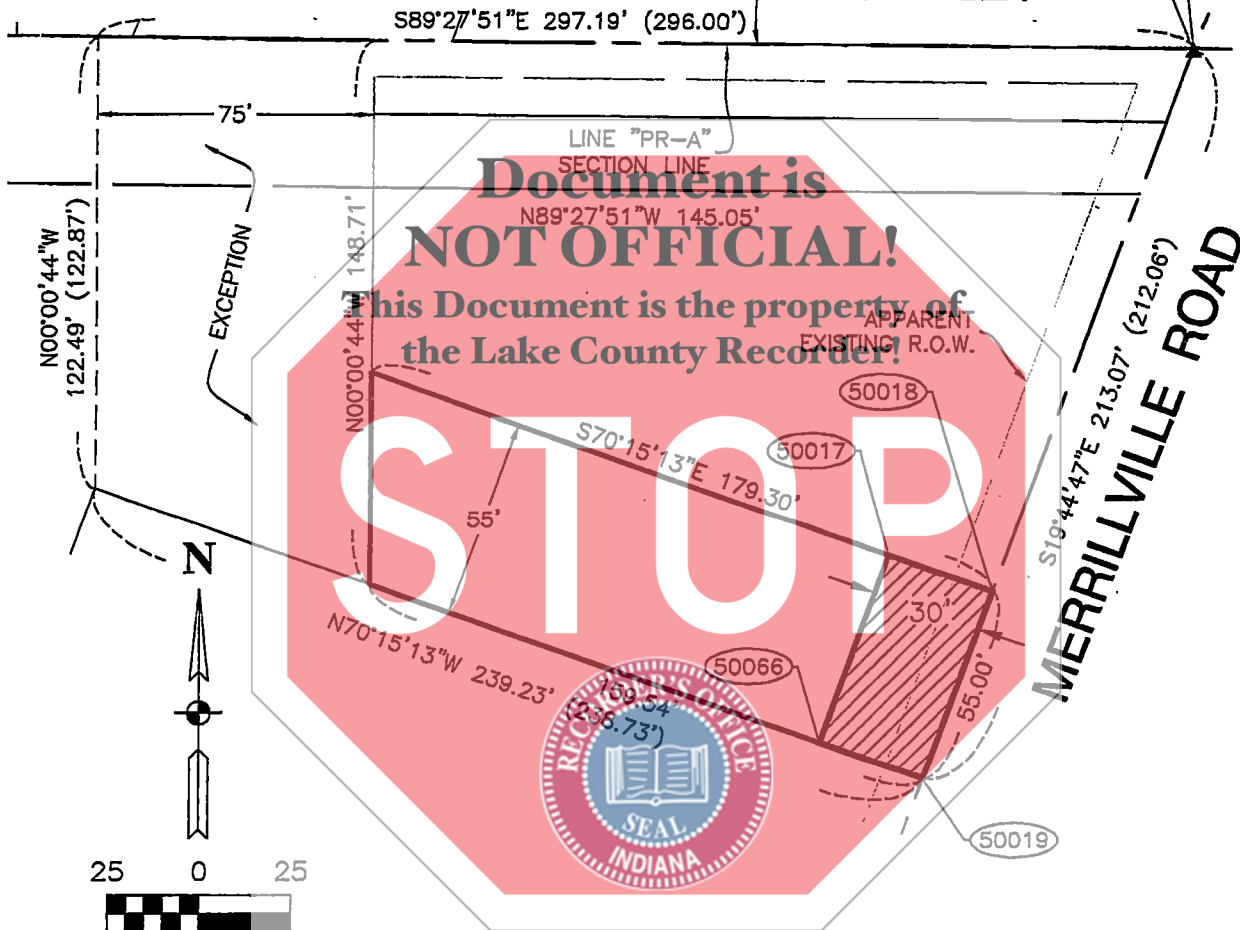 S89°27'51"E 297.19' (296.00')
75'
LINE "PR-A"
SECTION LINE
Document is
N89°27'51"W 145.05'
NOT OFFICIAL!
This Document is the property of
the Lake County Recorder!
N00°00'44"W
122.49' (122.87')
EXCEPTION
N00°00'44"W 148.71'
APPARENT
EXISTING R.O.W.
S19°44'47"E 213.07' (212.06')
MERRILLVILLE ROAD
50018
50017
S70°15'13"E 179.30'
STOP
55'
N
30'
50066
N70°15'13"W 239.23'
159.54'
(238.73')
55.00'
RECORDER'S OFFICE
SEAL
INDIANA
50019
25 0 25